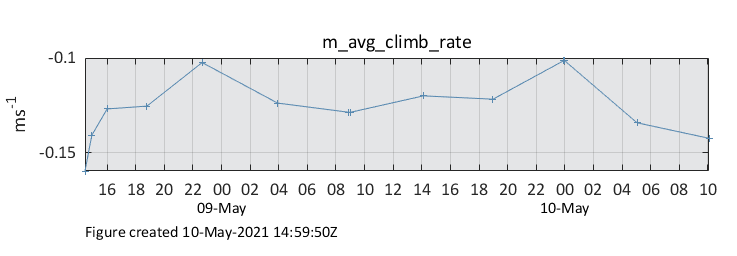 m_avg_climb_rate
-0.1
-0.15
ms-1
16 18 20 22 00 02 04 06 08 10 12 14 16 18 20 22 00 02 04 06 08 10
09-May 10-May
Figure created 10-May-2021 14:59:50Z